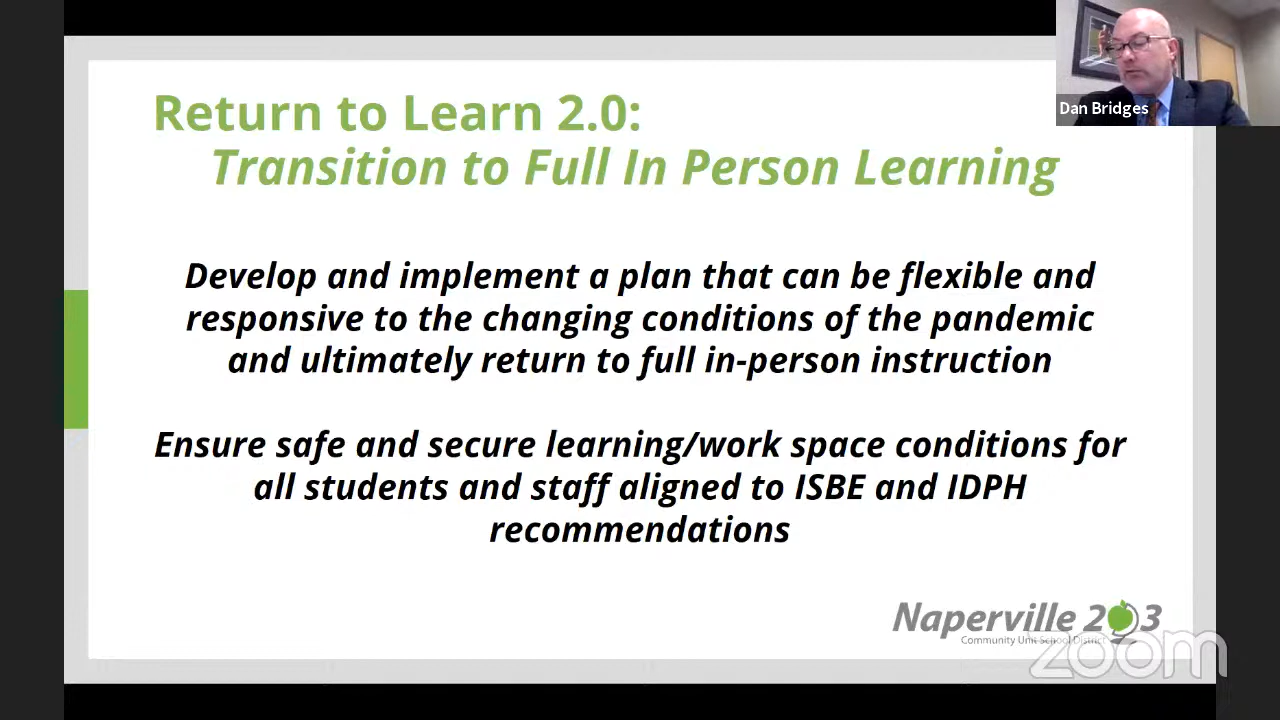 Return to Learn 2.0:
Transition to Full In Person Learning
Dan Bridges
Develop and implement a plan that can be flexible and
responsive to the changing conditions of the pandemic
and ultimately return to full in-person instruction
Ensure safe and secure learning/work space conditions for
all students and staff aligned to ISBE and IDPH
recommendations
Naperville 203
Community Unit School District
zoom